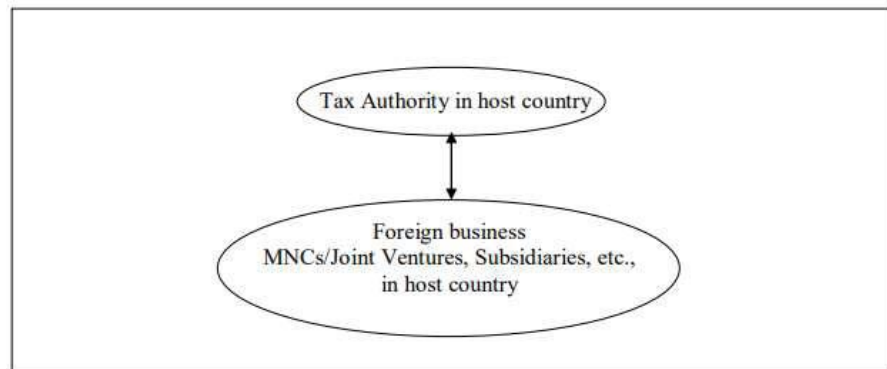 Tax Authority in host country
Foreign business
MNCs/Joint Ventures, Subsidiaries, etc.,
in host country